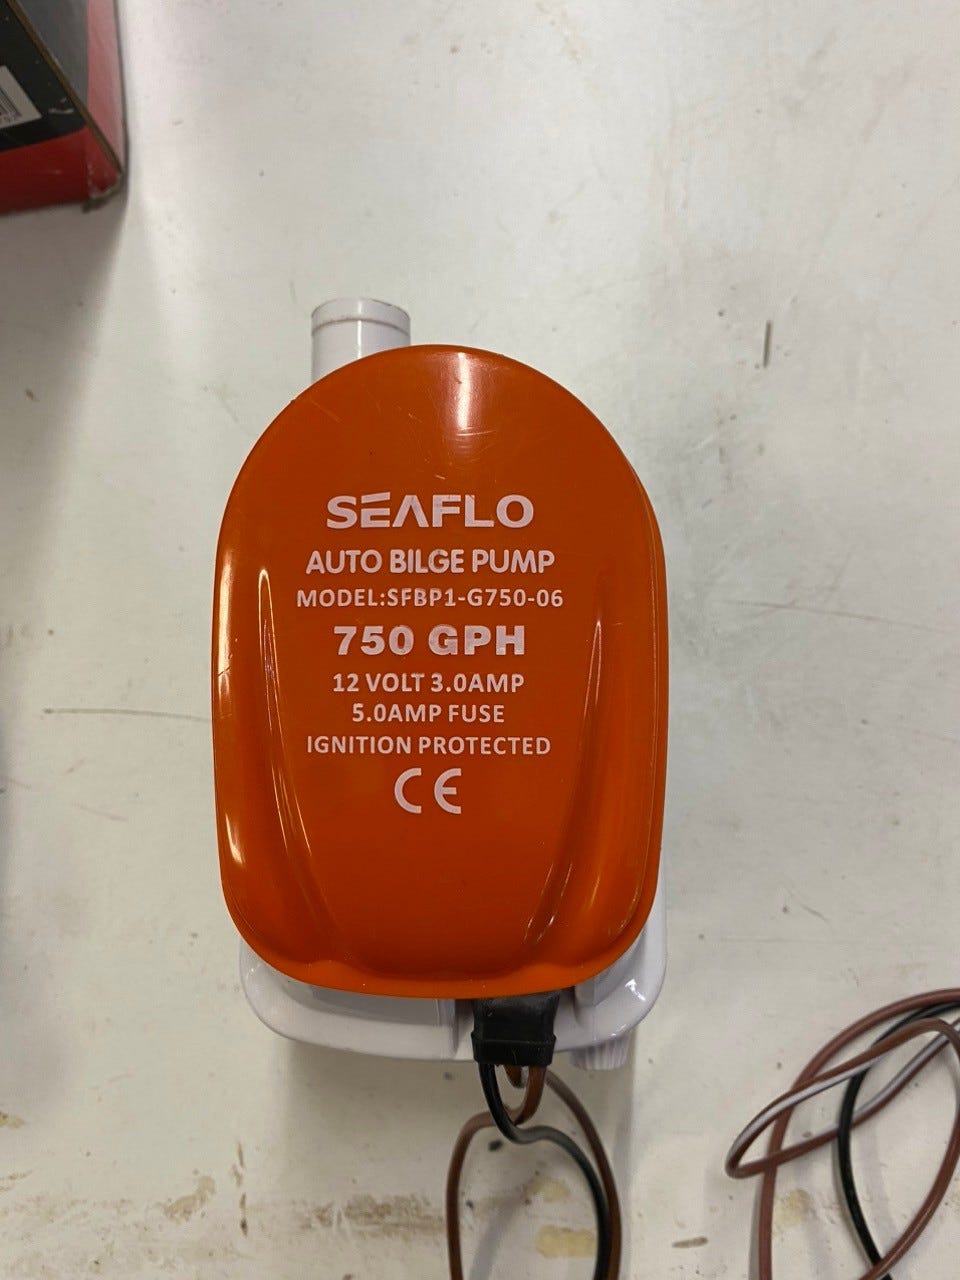 SEAFLO
AUTO BILGE PUMP
MODEL:SFBP1-G750-06
750 GPH
12 VOLT 3.0AMP
5.0AMP FUSE
IGNITION PROTECTED
CE